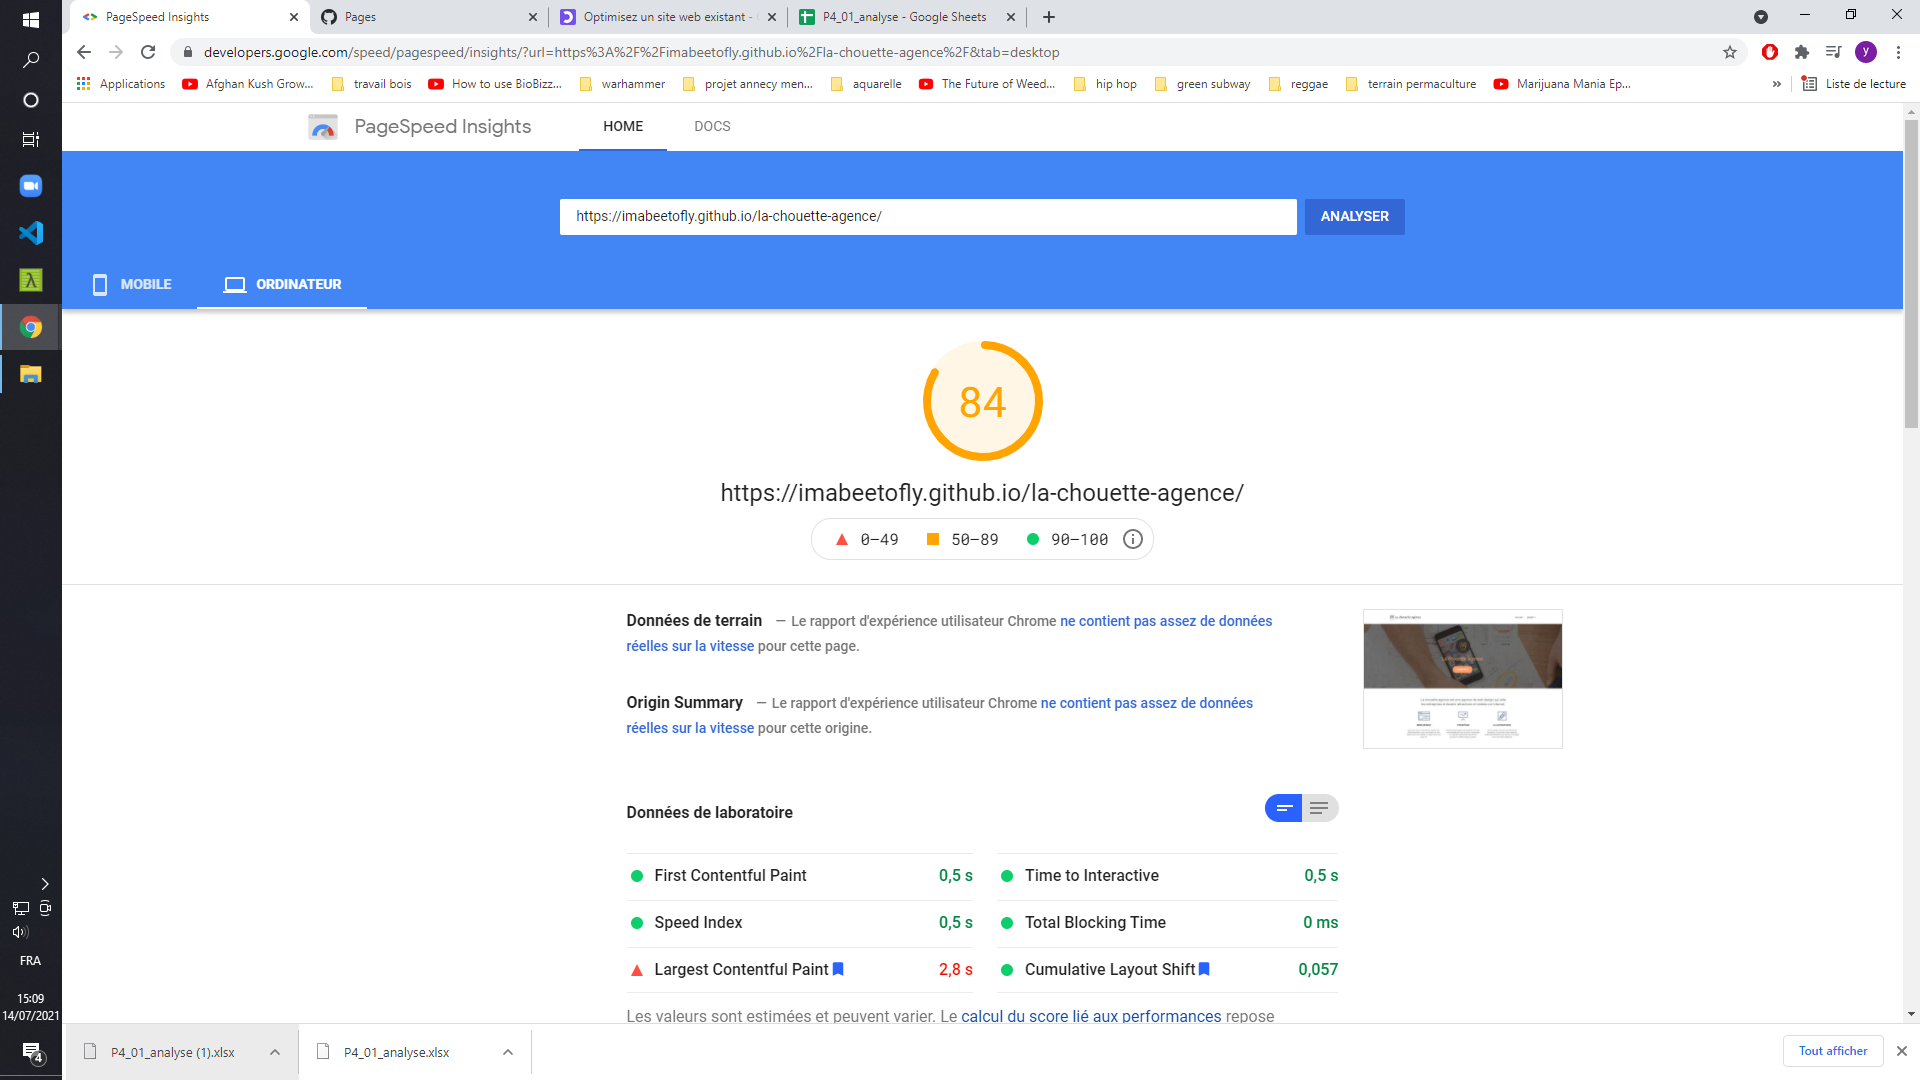 PageSpeed Insights
Pages
Optimisez un site web existant -
P4_01_analyse - Google Sheets
developers.google.com/speed/pagespeed/insights/?url=https%3A%2F%2Fimabeetofly.github.io%2Fla-chouette-agence%2F&tab=desktop
y
Applications
Afghan Kush Grow...
travail bois
How to use BioBizz...
warhammer
projet annecy men...
aquarelle
The Future of Weed...
hip hop
green subway
reggae
terrain permaculture
Marijuana Mania Ep...
»
Liste de lecture
PageSpeed Insights
HOME
DOCS
https://imabeetofly.github.io/la-chouette-agence/
ANALYSER
MOBILE
ORDINATEUR
84
https://imabeetofly.github.io/la-chouette-agence/
0–49
50–89
90–100
Données de terrain — Le rapport d'expérience utilisateur Chrome ne contient pas assez de données
réelles sur la vitesse pour cette page.
Origin Summary — Le rapport d'expérience utilisateur Chrome ne contient pas assez de données
réelles sur la vitesse pour cette origine.
Données de laboratoire
First Contentful Paint 0,5 s
Time to Interactive 0,5 s
Speed Index 0,5 s
Total Blocking Time 0 ms
Largest Contentful Paint 2,8 s
Cumulative Layout Shift 0,057
Les valeurs sont estimées et peuvent varier. Le calcul du score lié aux performances repose
FRA
15:09
14/07/2021
4
P4_01_analyse (1).xlsx
P4_01_analyse.xlsx
Tout afficher